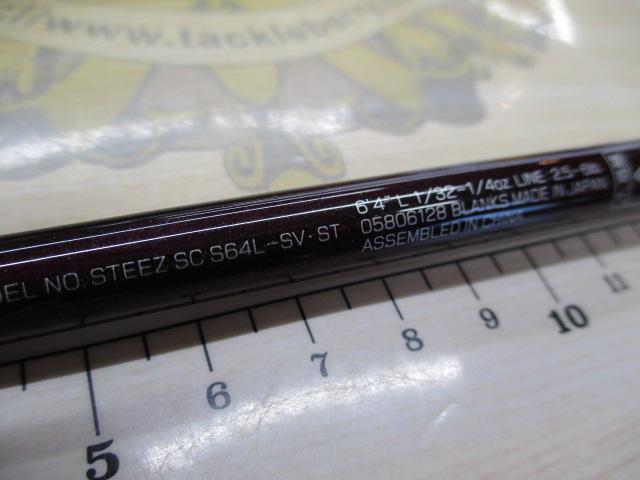 www.tackleberry
DEL NO. STEEZ SC S64L-SV・ST
6'4" L 1/32-1/4oz LINE 2.5-6lb
05806128 BLANKS MADE IN JAPAN
ASSEMBLED IN CHINA
5 6 7 8 9 10 11